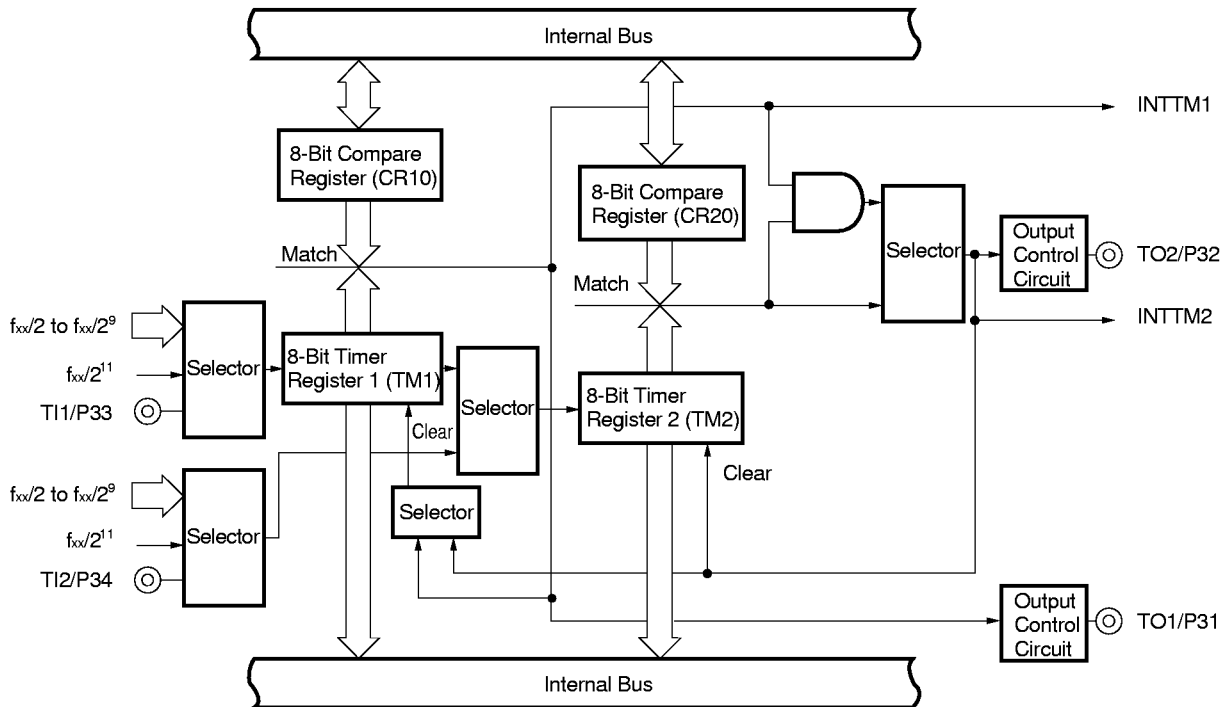 Internal Bus
INTTM1
8-Bit Compare
Register (CR10)
8-Bit Compare
Register (CR20)
Selector
Output
Control
Circuit
TO2/P32
Match
Match
INTTM2
fxx/2 to fxx/2⁹
fxx/2¹¹
TI1/P33
Selector
8-Bit Timer
Register 1 (TM1)
Selector
8-Bit Timer
Register 2 (TM2)
Clear
Clear
fxx/2 to fxx/2⁹
fxx/2¹¹
TI2/P34
Selector
Selector
Output
Control
Circuit
TO1/P31
Internal Bus